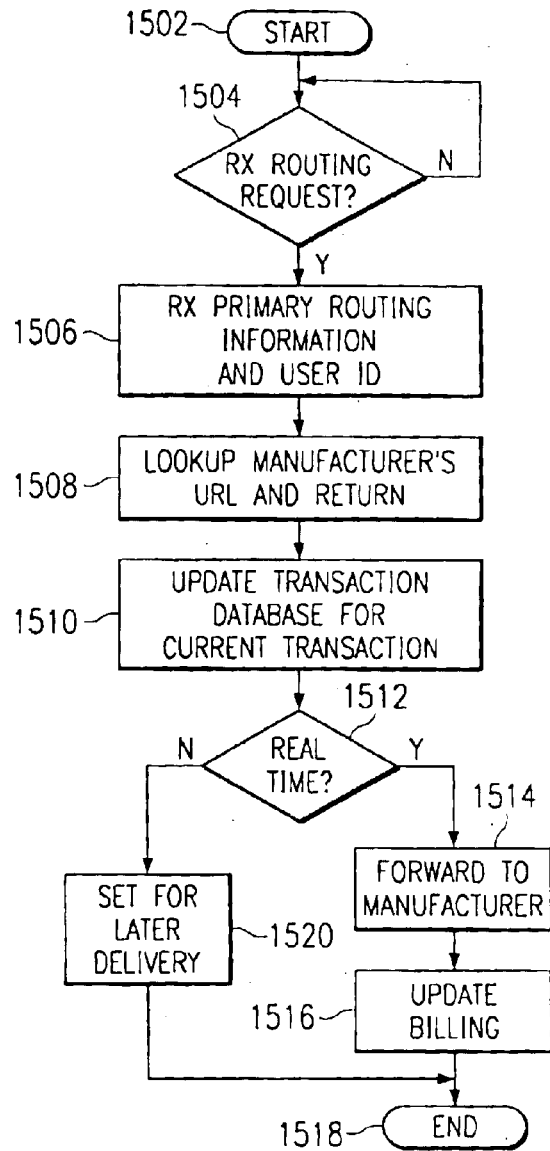 1502
START
1504
RX ROUTING
REQUEST?
N
Y
1506
RX PRIMARY ROUTING
INFORMATION
AND USER ID
1508
LOOKUP MANUFACTURER'S
URL AND RETURN
1510
UPDATE TRANSACTION
DATABASE FOR
CURRENT TRANSACTION
1512
N
REAL
TIME?
Y
1514
FORWARD TO
MANUFACTURER
SET FOR
LATER
DELIVERY
1520
1516
UPDATE
BILLING
1518
END